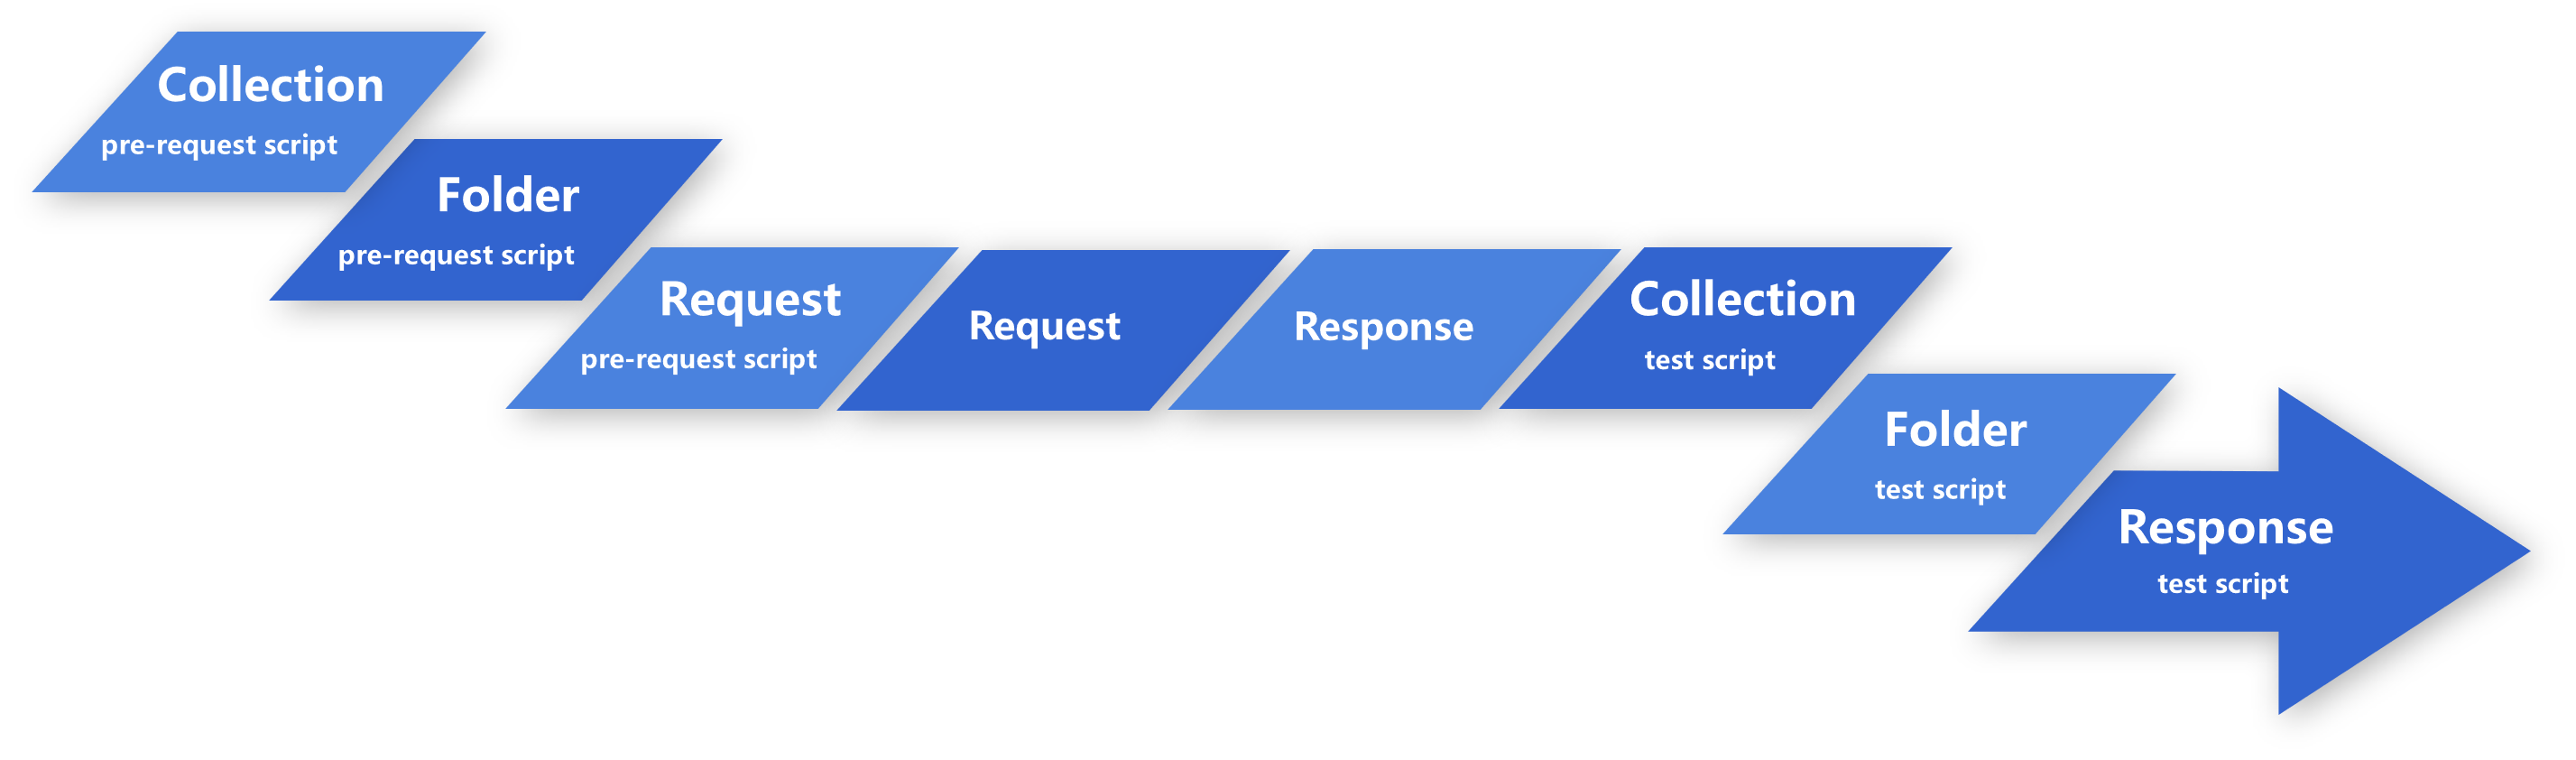 Collection
pre-request script
Folder
pre-request script
Request
pre-request script
Request
Response
Collection
test script
Folder
test script
Response
test script